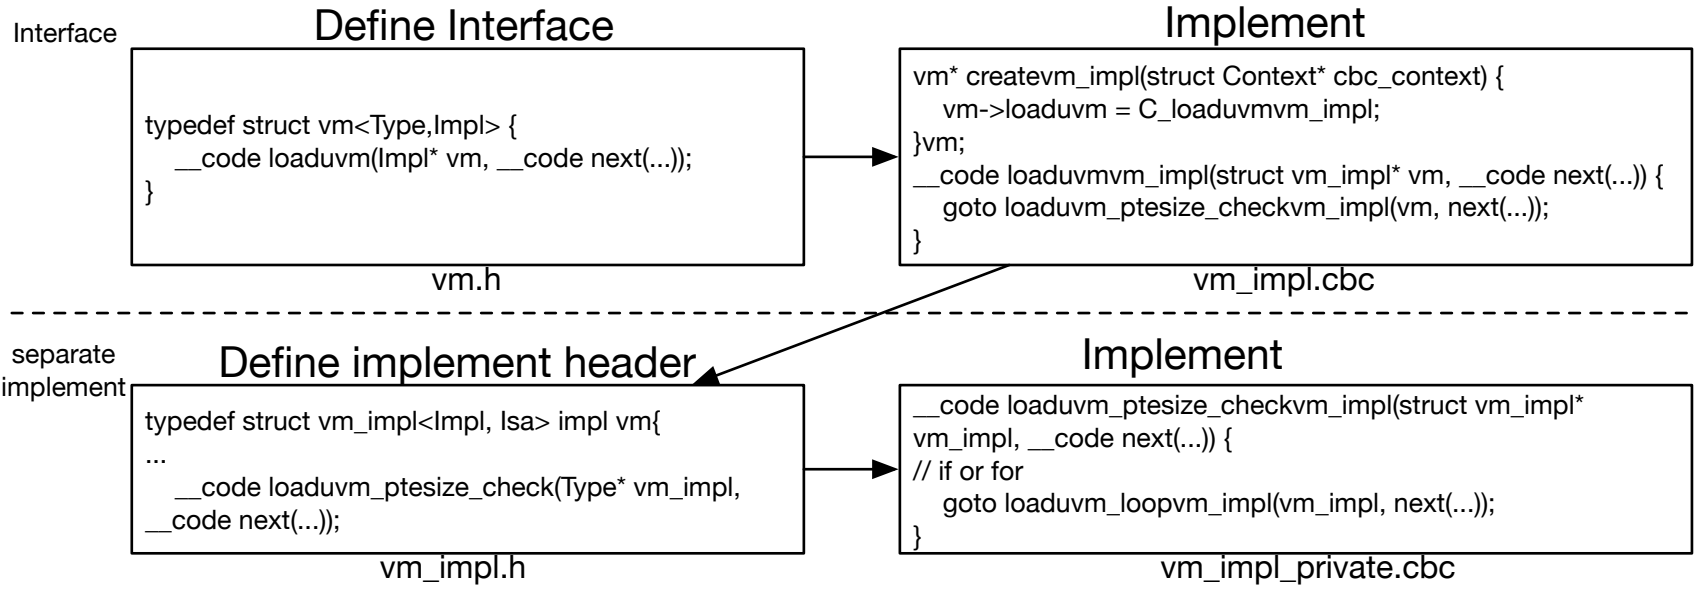 Interface
Define Interface
typedef struct vm<Type,Impl> {
__code loaduvm(Impl* vm, __code next(...));
}
vm.h
Implement
vm* createvm_impl(struct Context* cbc_context) {
vm->loaduvm = C_loaduvmvm_impl;
}vm;
__code loaduvmvm_impl(struct vm_impl* vm, __code next(...)) {
goto loaduvm_ptesize_checkvm_impl(vm, next(...));
}
vm_impl.cbc
separate
implement
Define implement header
typedef struct vm_impl<Impl, Isa> impl vm{
...
__code loaduvm_ptesize_check(Type* vm_impl,
__code next(...));
vm_impl.h
Implement
__code loaduvm_ptesize_checkvm_impl(struct vm_impl*
vm_impl, __code next(...)) {
// if or for
goto loaduvm_loopvm_impl(vm_impl, next(...));
}
vm_impl_private.cbc